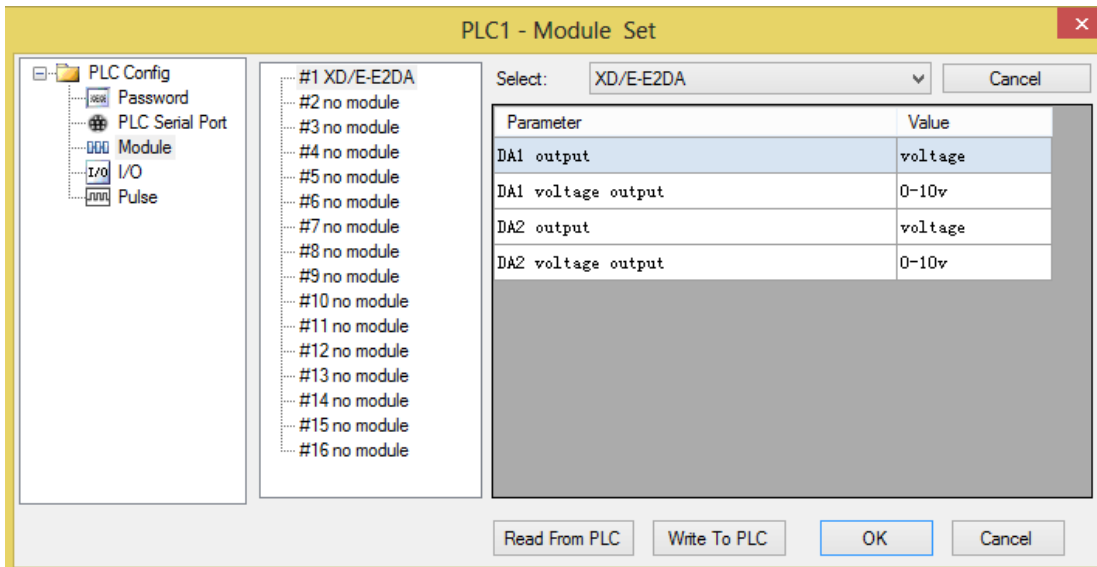 PLC1 - Module Set
PLC Config
Password
PLC Serial Port
Module
I/O I/O
Pulse
#1 XD/E-E2DA
#2 no module
#3 no module
#4 no module
#5 no module
#6 no module
#7 no module
#8 no module
#9 no module
#10 no module
#11 no module
#12 no module
#13 no module
#14 no module
#15 no module
#16 no module
Select: XD/E-E2DA Cancel
Parameter Value
DA1 output voltage
DA1 voltage output 0-10v
DA2 output voltage
DA2 voltage output 0-10v
Read From PLC Write To PLC OK Cancel